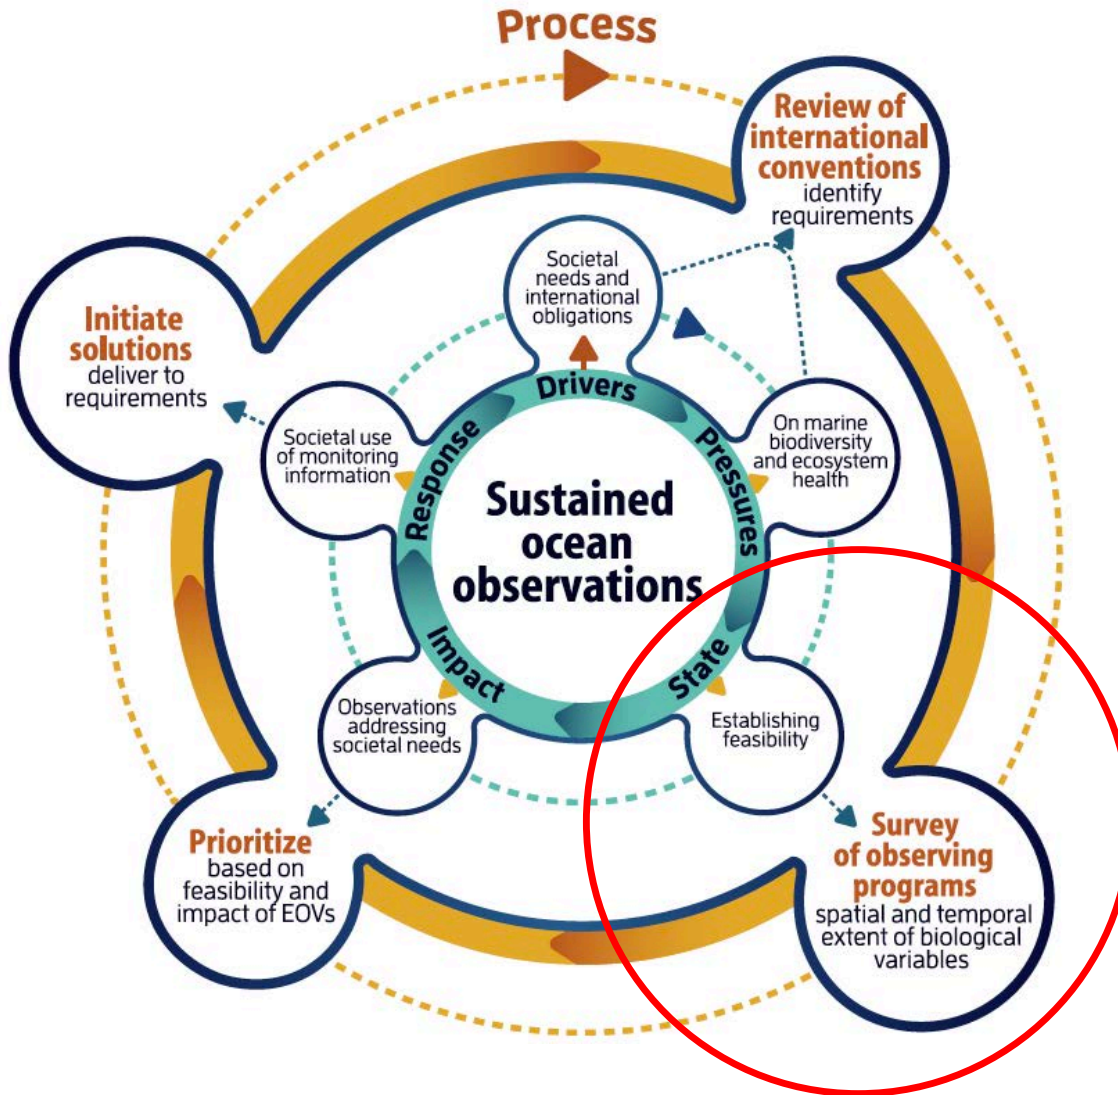 Process
Review of
international
conventions
identify
requirements
Societal
needs and
international
obligations
Initiate
solutions
deliver to
requirements
Drivers
Societal use
of monitoring
information
Response
Pressures
On marine
biodiversity
and ecosystem
health
Sustained
ocean
observations
Impact
State
Observations
addressing
societal needs
Establishing
feasibility
Prioritize
based on
feasibility and
impact of EOVs
Survey
of observing
programs
spatial and temporal
extent of biological
variables